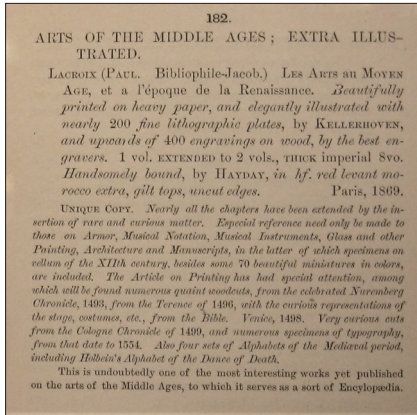 182.
ARTS OF THE MIDDLE AGES; EXTRA ILLUS-
TRATED.
LACROIX (PAUL. Bibliophile-Jacob.) LES ARTS au MOYEN
AGE, et a l'époque de la Renaissance. Beautifully
printed on heavy paper, and elegantly illustrated with
nearly 200 fine lithographic plates, by KELLERHOVEN,
and upwards of 400 engravings on wood, by the best en-
gravers. 1 vol. EXTENDED to 2 vols., THICK imperial 8vo.
Handsomely bound, by HAYDAY, in hf. red levant mo-
rocco extra, gilt tops, uncut edges. Paris, 1869.
UNIQUE COPY. Nearly all the chapters have been extended by the in-
sertion of rare and curious matter. Especial reference need only be made to
those on Armor, Musical Notation, Musical Instruments, Glass and other
Painting, Architecture and Manuscripts, in the latter of which specimens on
vellum of the XIIth century, besides some 70 beautiful miniatures in colors,
are included. The Article on Printing has had special attention, among
which will be found numerous quaint woodcuts, from the celebrated Nuremberg
Chronicle, 1493, from the Terence of 1496, with the curious representations of
the stage, costumes, etc., from the Bible. Venice, 1498. Very curious cuts
from the Cologne Chronicle of 1499, and numerous specimens of typography,
from that date to 1554. Also four sets of Alphabets of the Mediæval period,
including Holbein's Alphabet of the Dance of Death.
This is undoubtedly one of the most interesting works yet published
on the arts of the Middle Ages, to which it serves as a sort of Encylopædia.